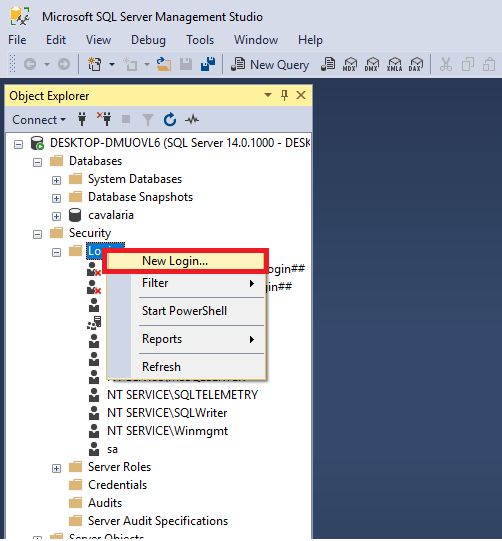 Microsoft SQL Server Management Studio
File Edit View Debug Tools Window Help
New Query MDX DMX XMLA DAX
Object Explorer
Connect
DESKTOP-DMUOVL6 (SQL Server 14.0.1000 - DESK
Databases
System Databases
Database Snapshots
cavalaria
Security
New Login...
Filter
Start PowerShell
Reports
Refresh
ogin##
in##
NT SERVICE\SQLTELEMETRY
NT SERVICE\SQLWriter
NT SERVICE\Winmgmt
sa
Server Roles
Credentials
Audits
Server Audit Specifications
Server Objects